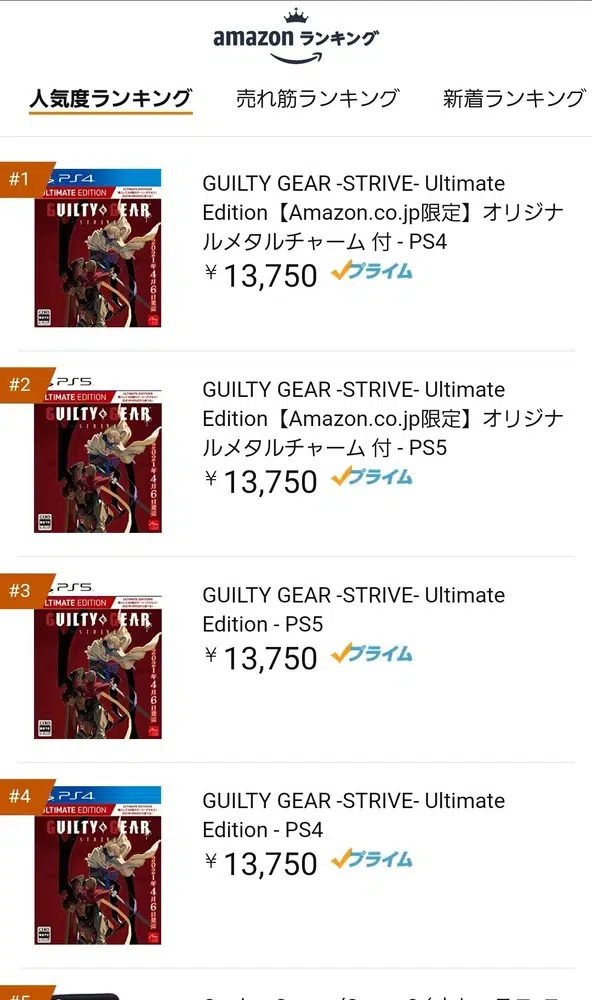 amazon ランキング
人気度ランキング 売れ筋ランキング 新着ランキング
#1
PS4
ULTIMATE EDITION
GUILTY GEAR
STRIVE
2021年4月6日発売
GUILTY GEAR -STRIVE- Ultimate
Edition【Amazon.co.jp限定】オリジナ
ルメタルチャーム 付 - PS4
￥13,750 プライム
#2
PS5
ULTIMATE EDITION
GUILTY GEAR
STRIVE
2021年4月6日発売
GUILTY GEAR -STRIVE- Ultimate
Edition【Amazon.co.jp限定】オリジナ
ルメタルチャーム 付 - PS5
￥13,750 プライム
#3
PS5
ULTIMATE EDITION
GUILTY GEAR
STRIVE
2021年4月6日発売
GUILTY GEAR -STRIVE- Ultimate
Edition - PS5
￥13,750 プライム
#4
PS4
ULTIMATE EDITION
GUILTY GEAR
STRIVE
2021年4月6日発売
GUILTY GEAR -STRIVE- Ultimate
Edition - PS4
￥13,750 プライム
#5